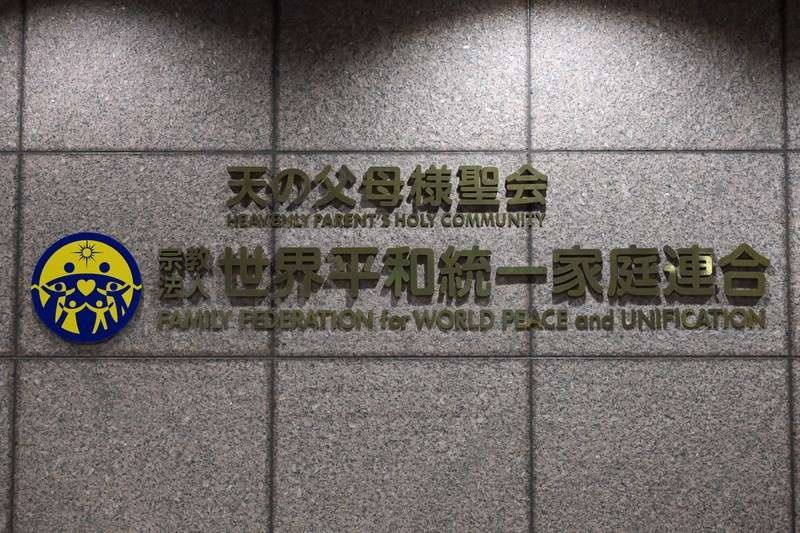 天の父母様聖会
HEAVENLY PARENT'S HOLY COMMUNITY
宗教法人 世界平和統一家庭連合
FAMILY FEDERATION for WORLD PEACE and UNIFICATION